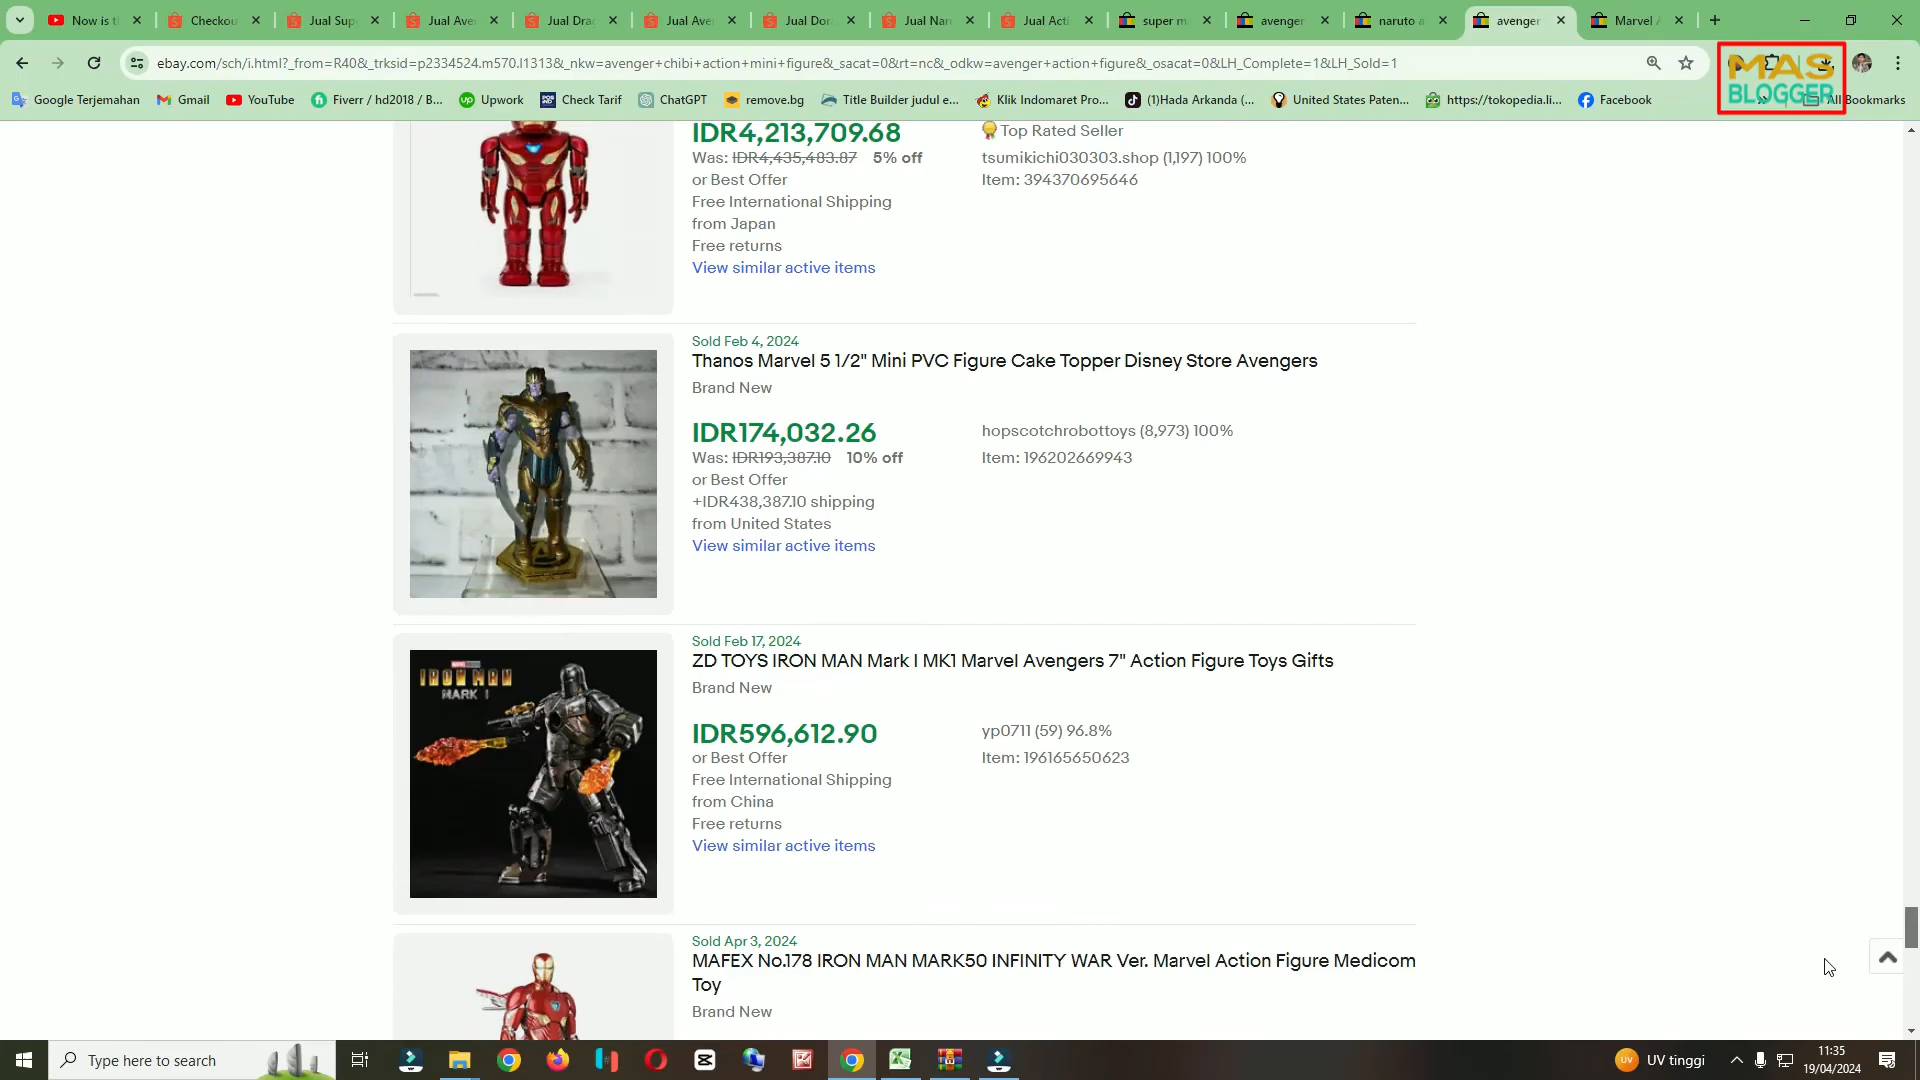 Now is t
Checkou
Jual Sup
Jual Ave
Jual Dra
Jual Ave
Jual Dor
Jual Nar
Jual Acti
super m
avenger
naruto a
avenger
Marvel A
ebay.com/sch/i.html?_from=R40&_trksid=p2334524.m570.l1313&_nkw=avenger+chibi+action+mini+figure&_sacat=0&rt=nc&_odkw=avenger+action+figure&_osacat=0&LH_Complete=1&LH_Sold=1
MAS
BLOGGER
Google Terjemahan
Gmail
YouTube
Fiverr / hd2018 / B...
Upwork
Check Tarif
ChatGPT
remove.bg
Title Builder judul e...
Klik Indomaret Pro...
(1)Hada Arkanda (...
United States Paten...
https://tokopedia.li...
Facebook
All Bookmarks
IDR4,213,709.68
Was: IDR4,435,483.87 5% off
or Best Offer
Free International Shipping
from Japan
Free returns
View similar active items
Top Rated Seller
tsumikichi030303.shop (1,197) 100%
Item: 394370695646
Sold Feb 4, 2024
Thanos Marvel 5 1/2" Mini PVC Figure Cake Topper Disney Store Avengers
Brand New
IDR174,032.26
Was: IDR193,387.10 10% off
or Best Offer
+IDR438,387.10 shipping
from United States
View similar active items
hopscotchrobottoys (8,973) 100%
Item: 196202669943
IRON MAN
MARK I
Sold Feb 17, 2024
ZD TOYS IRON MAN Mark I MK1 Marvel Avengers 7" Action Figure Toys Gifts
Brand New
IDR596,612.90
or Best Offer
Free International Shipping
from China
Free returns
View similar active items
yp0711 (59) 96.8%
Item: 196165650623
Sold Apr 3, 2024
MAFEX No.178 IRON MAN MARK50 INFINITY WAR Ver. Marvel Action Figure Medicom
Toy
Brand New
Type here to search
UV tinggi
11:35
19/04/2024